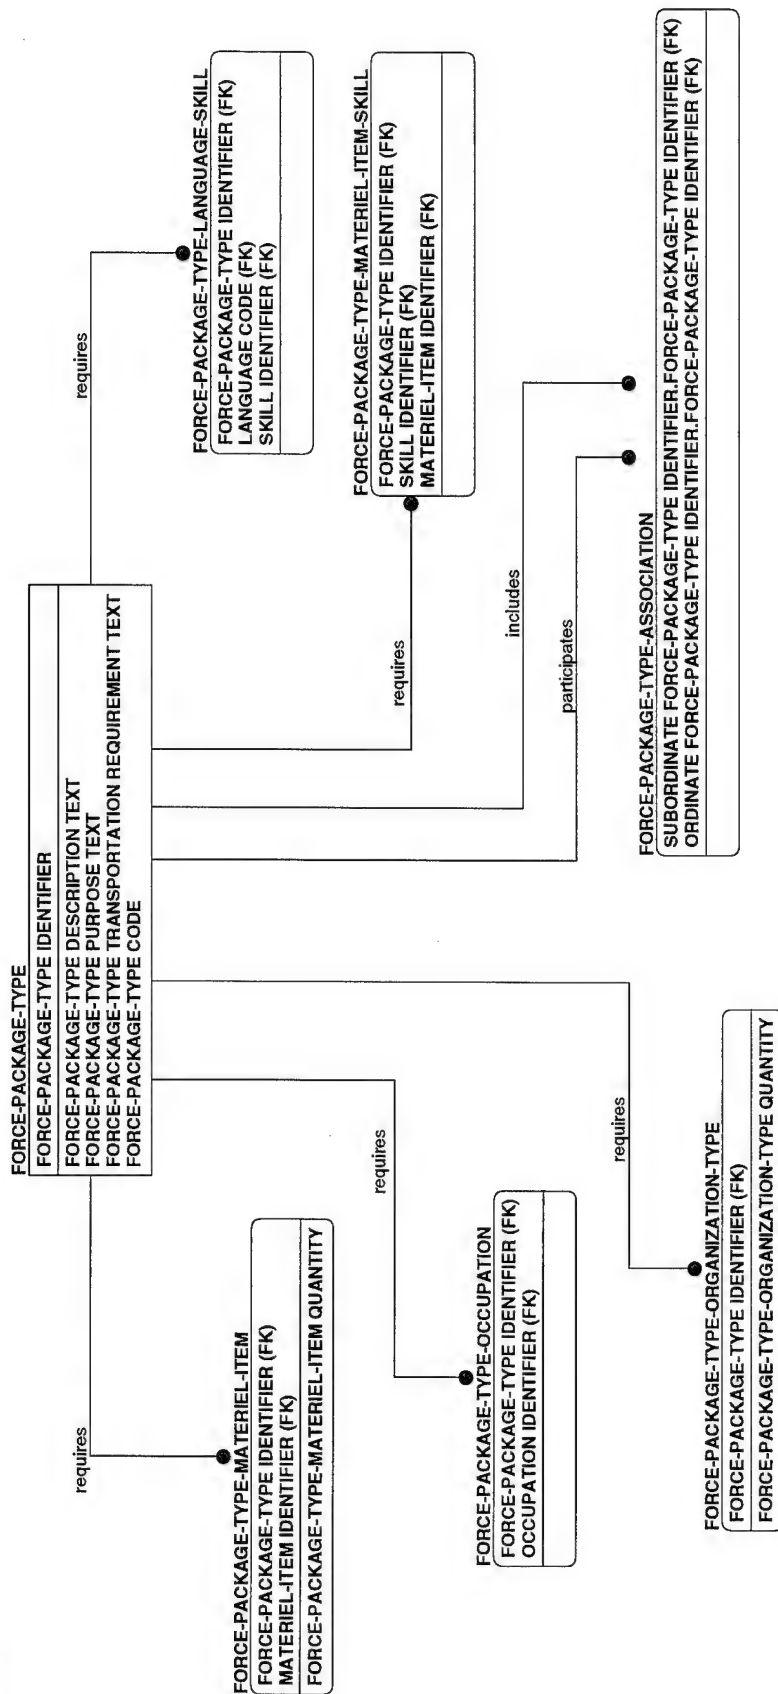 FORCE-PACKAGE-TYPE
FORCE-PACKAGE-TYPE IDENTIFIER
FORCE-PACKAGE-TYPE DESCRIPTION TEXT
FORCE-PACKAGE-TYPE PURPOSE TEXT
FORCE-PACKAGE-TYPE TRANSPORTATION REQUIREMENT TEXT
FORCE-PACKAGE-TYPE CODE
requires
FORCE-PACKAGE-TYPE-MATERIEL-ITEM
FORCE-PACKAGE-TYPE IDENTIFIER (FK)
MATERIEL-ITEM IDENTIFIER (FK)
FORCE-PACKAGE-TYPE-MATERIEL-ITEM QUANTITY
requires
FORCE-PACKAGE-TYPE-LANGUAGE-SKILL
FORCE-PACKAGE-TYPE IDENTIFIER (FK)
LANGUAGE CODE (FK)
SKILL IDENTIFIER (FK)
requires
FORCE-PACKAGE-TYPE-MATERIEL-ITEM-SKILL
FORCE-PACKAGE-TYPE IDENTIFIER (FK)
SKILL IDENTIFIER (FK)
MATERIEL-ITEM IDENTIFIER (FK)
requires
FORCE-PACKAGE-TYPE-OCCUPATION
FORCE-PACKAGE-TYPE IDENTIFIER (FK)
OCCUPATION IDENTIFIER (FK)
includes
participates
FORCE-PACKAGE-TYPE-ASSOCIATION
SUBORDINATE FORCE-PACKAGE-TYPE IDENTIFIER.FORCE-PACKAGE-TYPE IDENTIFIER (FK)
ORDINATE FORCE-PACKAGE-TYPE IDENTIFIER.FORCE-PACKAGE-TYPE IDENTIFIER (FK)
requires
FORCE-PACKAGE-TYPE-ORGANIZATION-TYPE
FORCE-PACKAGE-TYPE IDENTIFIER (FK)
FORCE-PACKAGE-TYPE-ORGANIZATION-TYPE QUANTITY